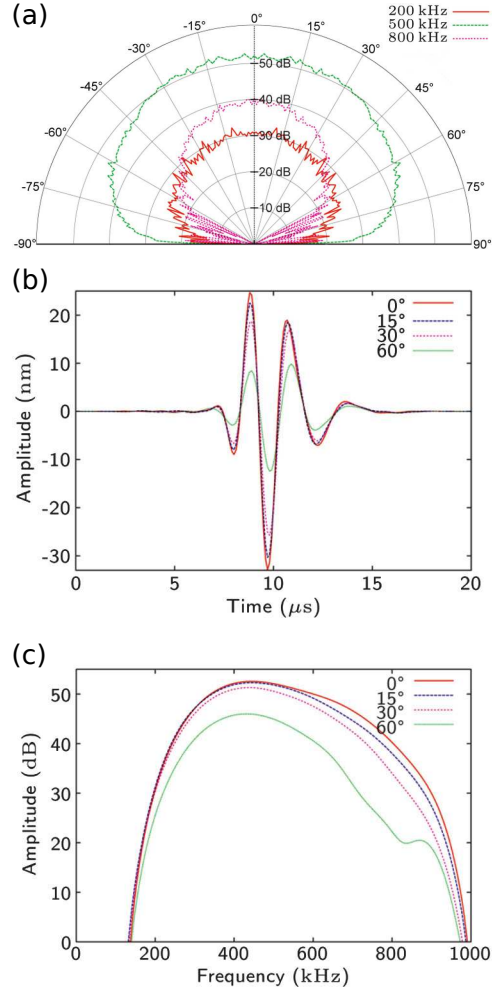 (a)
200 kHz
500 kHz
800 kHz
-90° -75° -60° -45° -30° -15° 0° 15° 30° 45° 60° 75° 90°
50 dB
40 dB
30 dB
20 dB
10 dB
(b)
0°
15°
30°
60°
20
10
0
-10
-20
-30
Amplitude (nm)
0 5 10 15 20
Time (μs)
(c)
0°
15°
30°
60°
50
40
30
20
10
0
Amplitude (dB)
0 200 400 600 800 1000
Frequency (kHz)